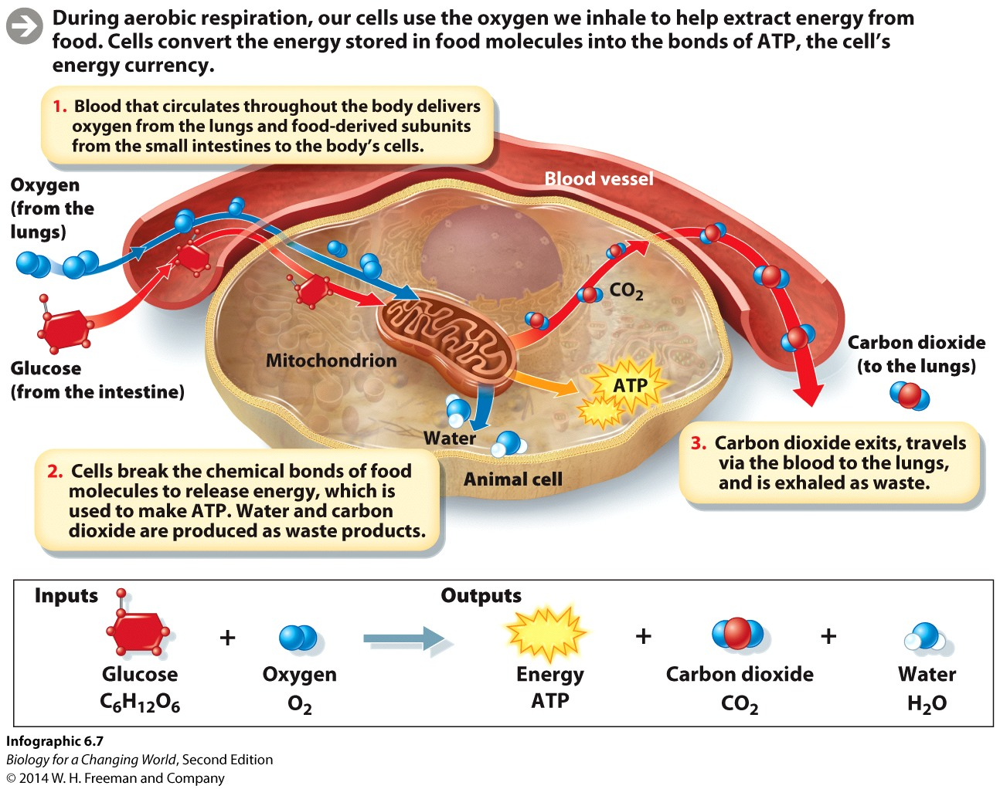 During aerobic respiration, our cells use the oxygen we inhale to help extract energy from
food. Cells convert the energy stored in food molecules into the bonds of ATP, the cell’s
energy currency.
1. Blood that circulates throughout the body delivers
oxygen from the lungs and food-derived subunits
from the small intestines to the body’s cells.
Oxygen
(from the
lungs)
Blood vessel
Glucose
(from the intestine)
Mitochondrion
CO₂
ATP
Water
Animal cell
Carbon dioxide
(to the lungs)
2. Cells break the chemical bonds of food
molecules to release energy, which is
used to make ATP. Water and carbon
dioxide are produced as waste products.
3. Carbon dioxide exits, travels
via the blood to the lungs,
and is exhaled as waste.
Inputs
Outputs
+ + +
Glucose Oxygen Energy Carbon dioxide Water
C₆H₁₂O₆ O₂ ATP CO₂ H₂O
Infographic 6.7
Biology for a Changing World, Second Edition
© 2014 W. H. Freeman and Company